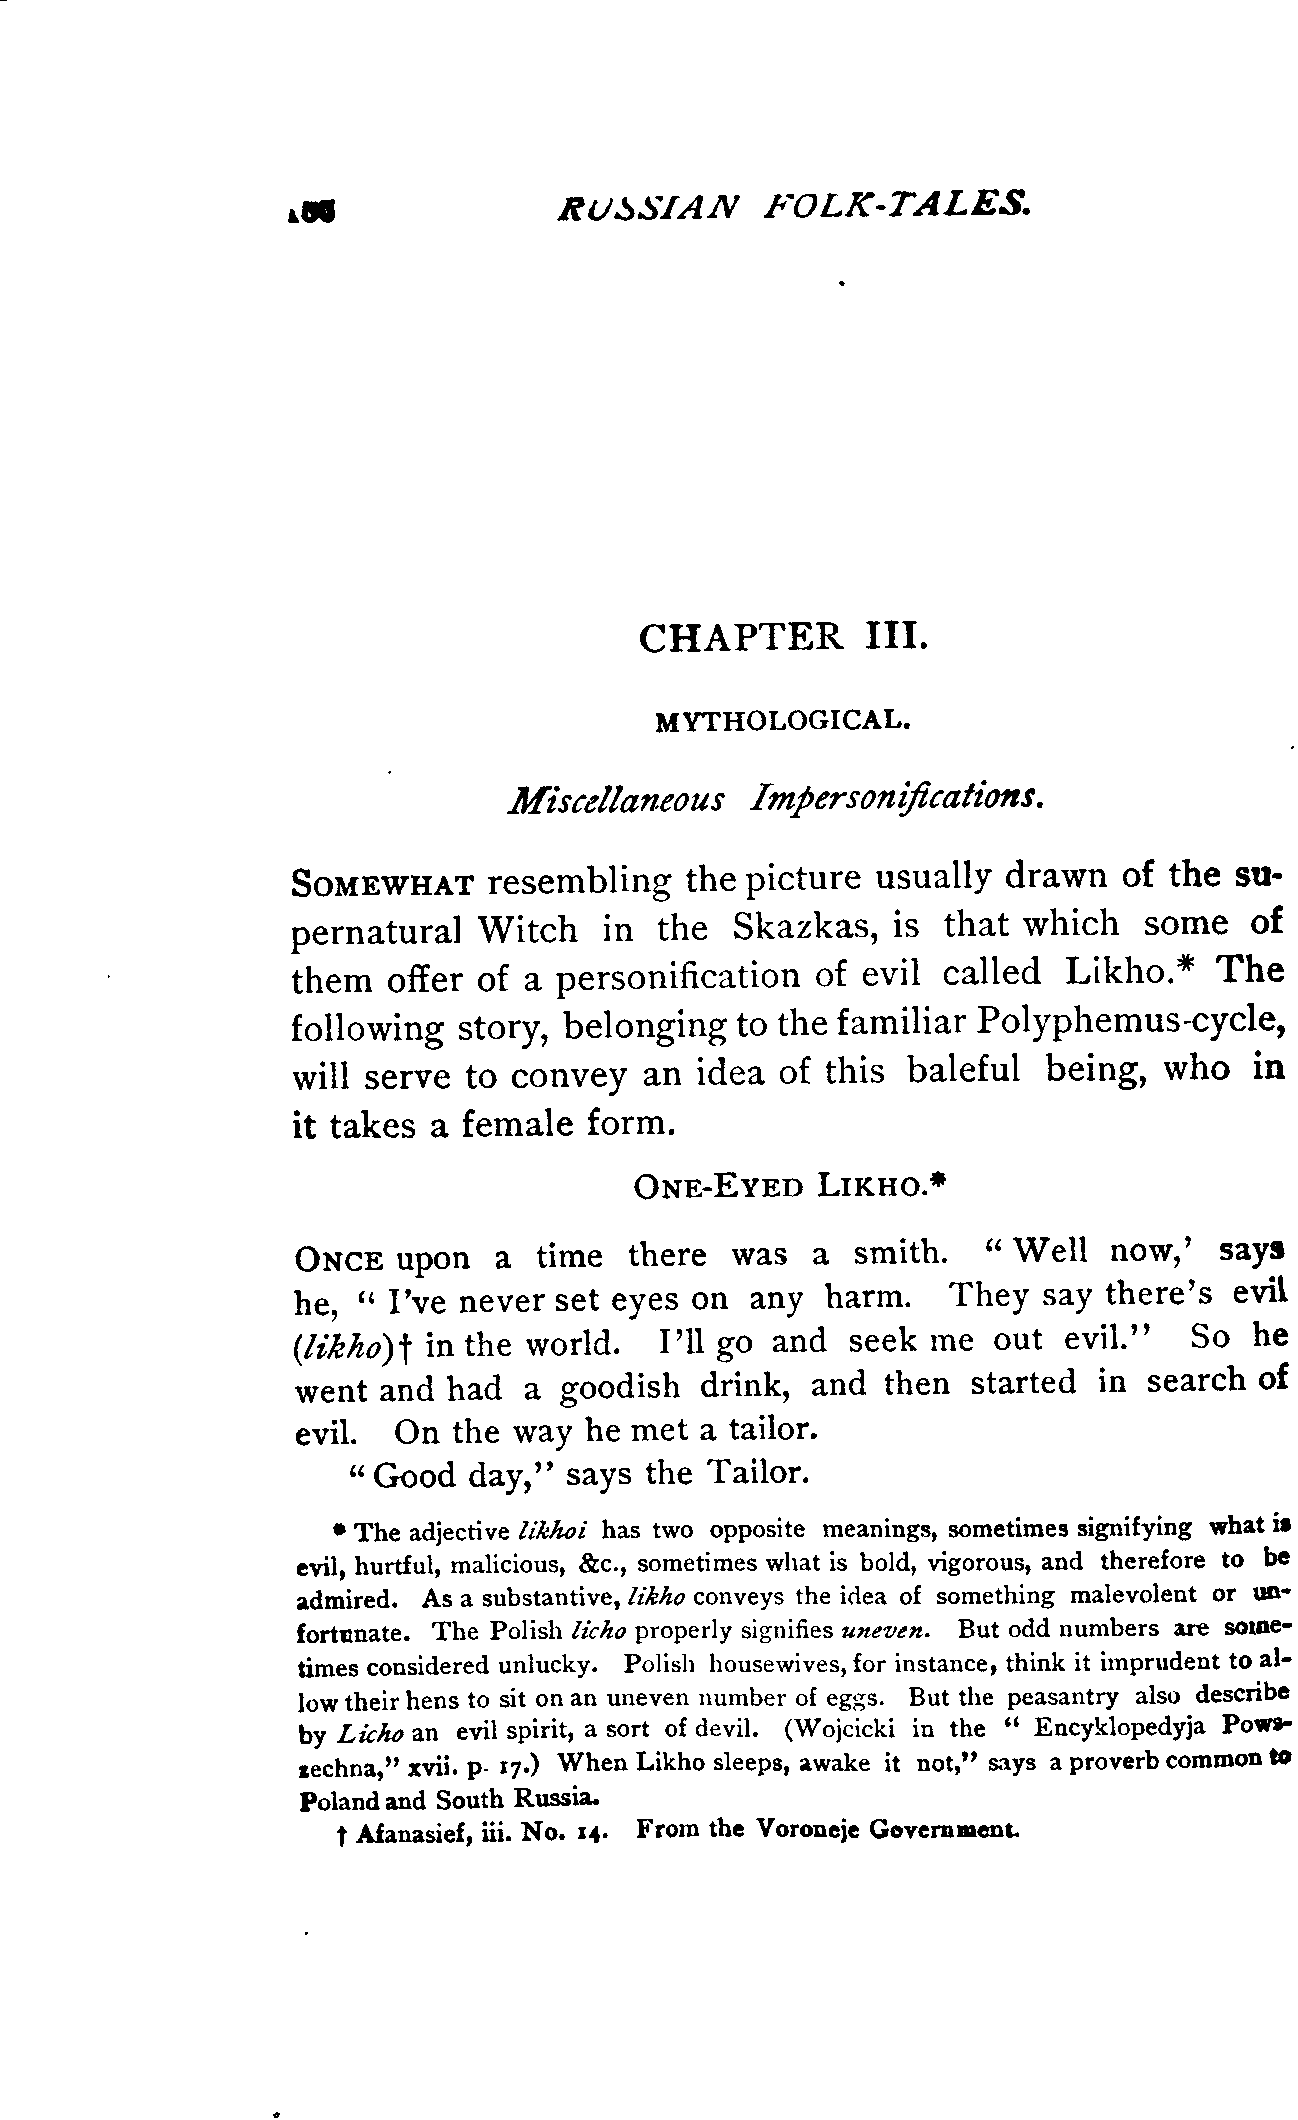 RUSSIAN FOLK-TALES.
CHAPTER III.
MYTHOLOGICAL.
Miscellaneous Impersonifications.
SOMEWHAT resembling the picture usually drawn of the su-
pernatural Witch in the Skazkas, is that which some of
them offer of a personification of evil called Likho.* The
following story, belonging to the familiar Polyphemus-cycle,
will serve to convey an idea of this baleful being, who in
it takes a female form.
ONE-EYED LIKHO.*
ONCE upon a time there was a smith. “ Well now,’ says
he, “ I’ve never set eyes on any harm. They say there’s evil
(likho)† in the world. I’ll go and seek me out evil.” So he
went and had a goodish drink, and then started in search of
evil. On the way he met a tailor.
“ Good day,” says the Tailor.
* The adjective likhoi has two opposite meanings, sometimes signifying what is
evil, hurtful, malicious, &c., sometimes what is bold, vigorous, and therefore to be
admired. As a substantive, likho conveys the idea of something malevolent or un-
fortunate. The Polish licho properly signifies uneven. But odd numbers are some-
times considered unlucky. Polish housewives, for instance, think it imprudent to al-
low their hens to sit on an uneven number of eggs. But the peasantry also describe
by Licho an evil spirit, a sort of devil. (Wojcicki in the “ Encyklopedyja Pows-
zechna,” xvii. p. 17.) When Likho sleeps, awake it not,” says a proverb common to
Poland and South Russia.
† Afanasief, iii. No. 14. From the Voroneje Government.